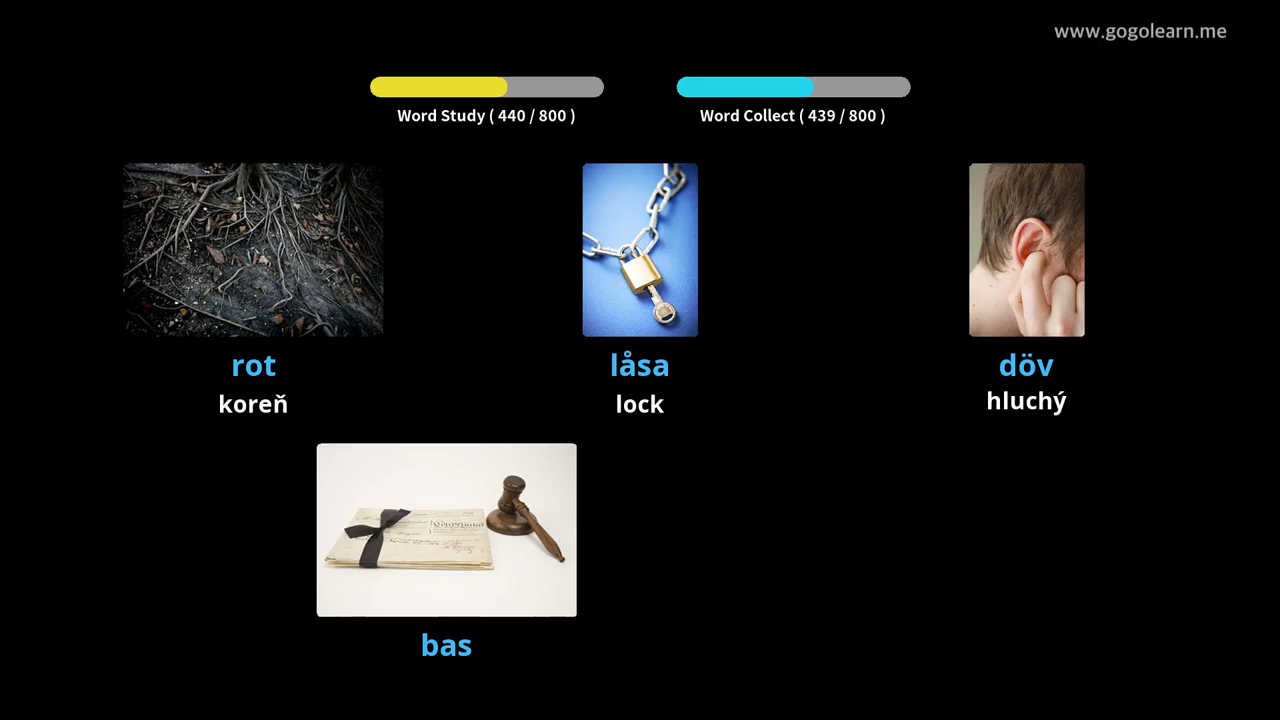 www.gogolearn.me
Word Study ( 440 / 800 )
Word Collect ( 439 / 800 )
rot
låsa
döv
koreň
lock
hluchý
bas